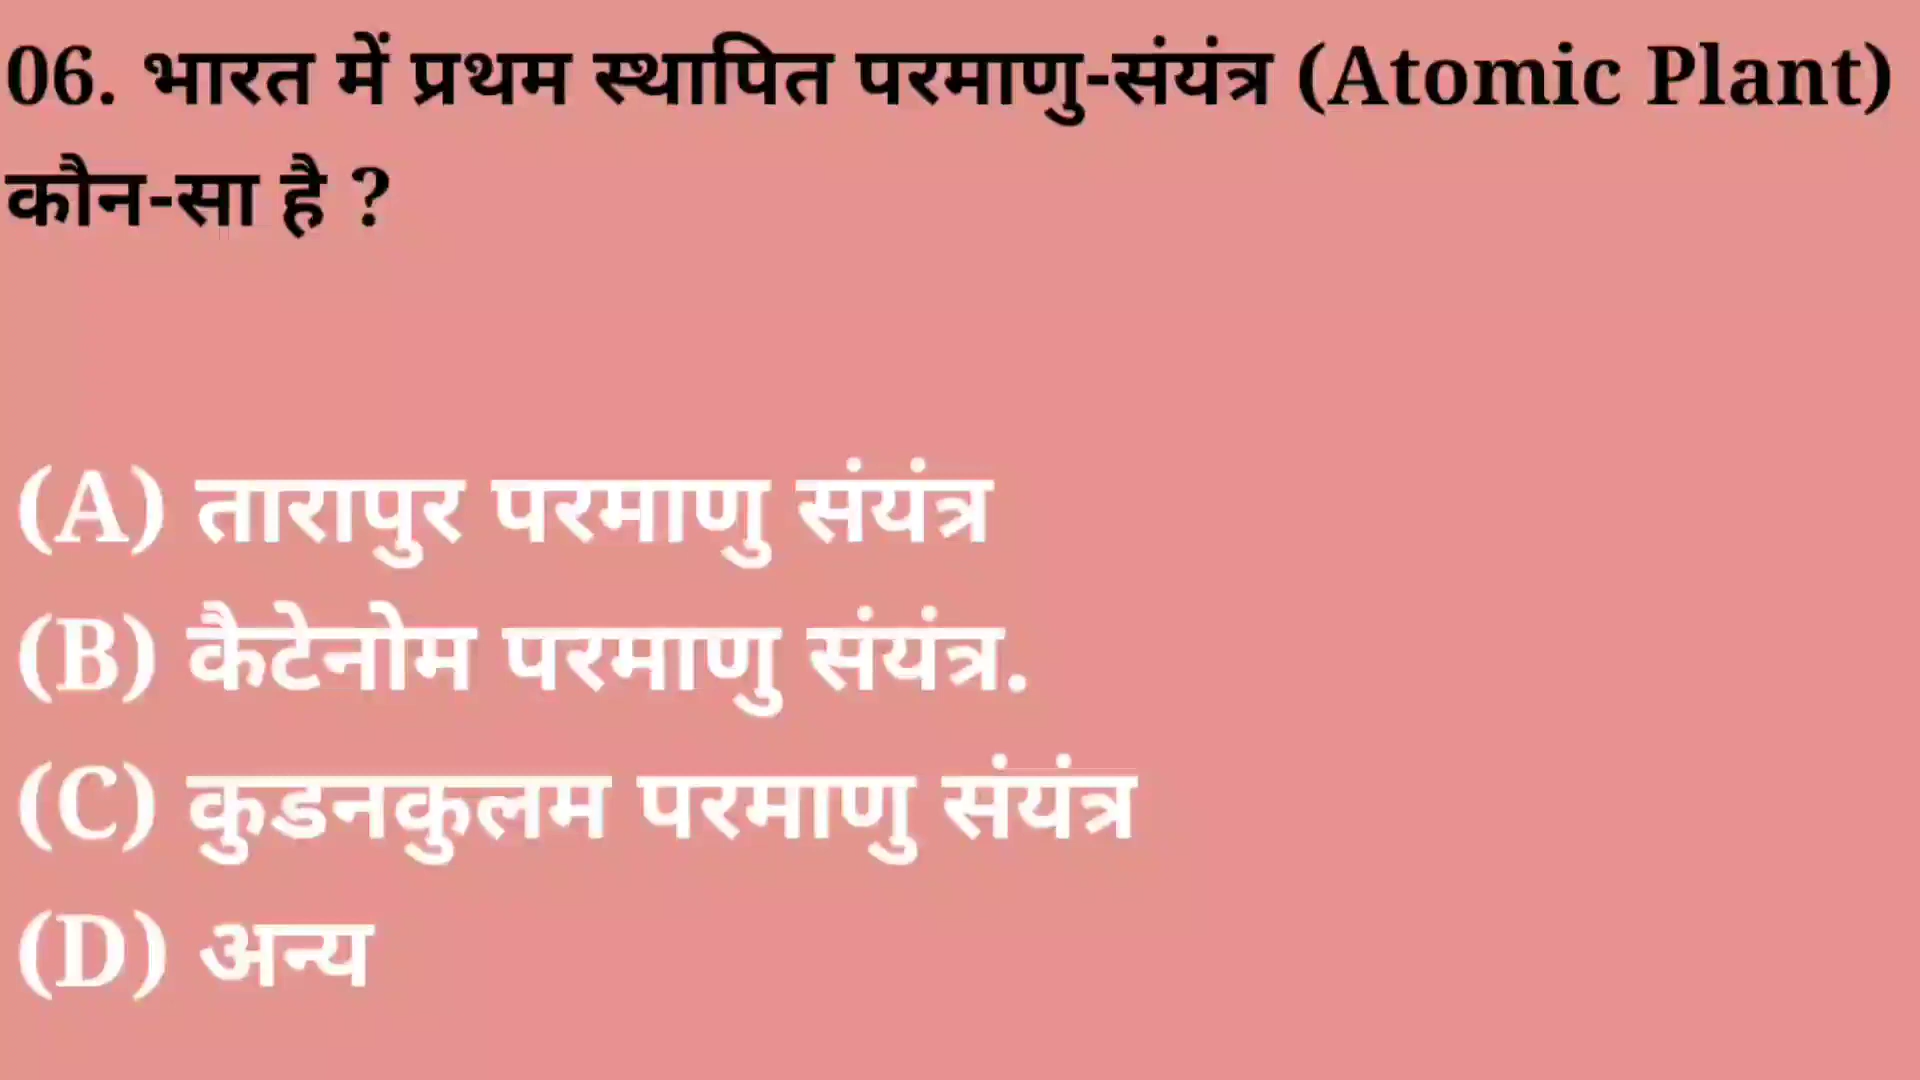 06. भारत में प्रथम स्थापित परमाणु-संयंत्र (Atomic Plant)
कौन-सा है ?
(A) तारापुर परमाणु संयंत्र
(B) कैटेनोम परमाणु संयंत्र.
(C) कुडनकुलम परमाणु संयंत्र
(D) अन्य